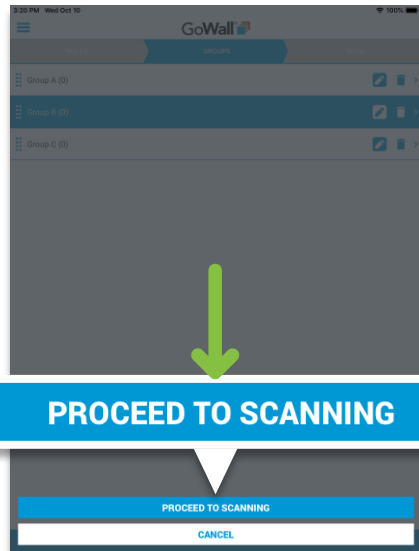 3:20 PM Wed Oct 10 100%
GoWall
GROUPS
Group A (0)
Group B (0)
Group C (0)
PROCEED TO SCANNING
PROCEED TO SCANNING
CANCEL